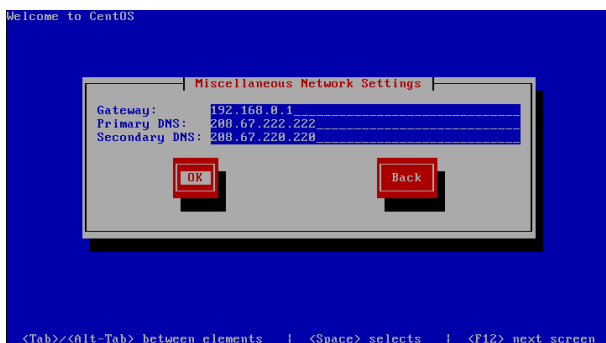 Welcome to CentOS
Miscellaneous Network Settings
Gateway: 192.168.0.1
Primary DNS: 208.67.222.222
Secondary DNS: 208.67.220.220
OK Back
<Tab>/<Alt-Tab> between elements | <Space> selects | <F12> next screen